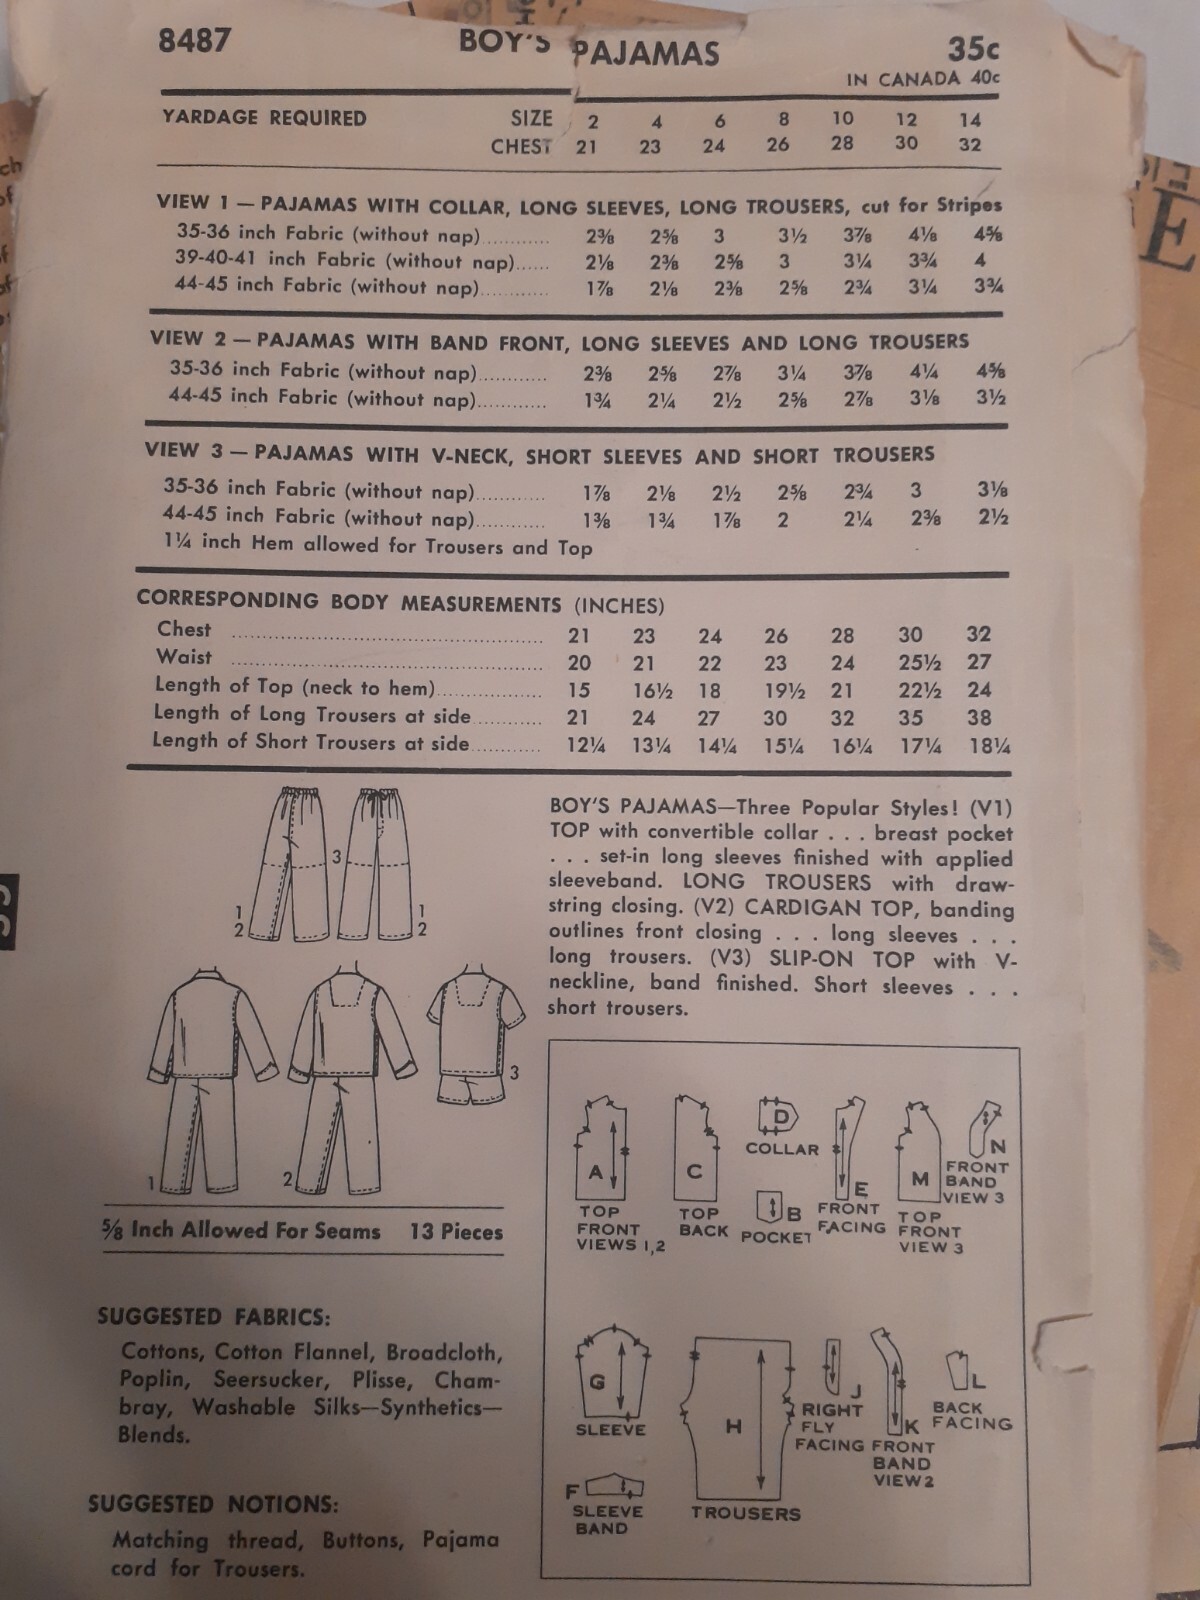 8487 BOY'S PAJAMAS 35c
IN CANADA 40c
YARDAGE REQUIRED SIZE 2 4 6 8 10 12 14
CHEST 21 23 24 26 28 30 32
VIEW 1 — PAJAMAS WITH COLLAR, LONG SLEEVES, LONG TROUSERS, cut for Stripes
35-36 inch Fabric (without nap)............ 2⅜ 2⅝ 3 3½ 3⅞ 4⅛ 4⅝
39-40-41 inch Fabric (without nap)...... 2⅛ 2⅜ 2⅝ 3 3¼ 3¾ 4
44-45 inch Fabric (without nap)............ 1⅞ 2⅛ 2⅜ 2⅝ 2¾ 3¼ 3¾
VIEW 2 — PAJAMAS WITH BAND FRONT, LONG SLEEVES AND LONG TROUSERS
35-36 inch Fabric (without nap)............ 2⅜ 2⅝ 2⅞ 3¼ 3⅞ 4¼ 4⅝
44-45 inch Fabric (without nap)............ 1¾ 2¼ 2½ 2⅝ 2⅞ 3⅛ 3½
VIEW 3 — PAJAMAS WITH V-NECK, SHORT SLEEVES AND SHORT TROUSERS
35-36 inch Fabric (without nap)............ 1⅞ 2⅛ 2½ 2⅝ 2¾ 3 3⅛
44-45 inch Fabric (without nap)............ 1⅜ 1¾ 1⅞ 2 2¼ 2⅜ 2½
1¼ inch Hem allowed for Trousers and Top
CORRESPONDING BODY MEASUREMENTS (INCHES)
Chest ............ 21 23 24 26 28 30 32
Waist ............ 20 21 22 23 24 25½ 27
Length of Top (neck to hem)............ 15 16½ 18 19½ 21 22½ 24
Length of Long Trousers at side............ 21 24 27 30 32 35 38
Length of Short Trousers at side............ 12¼ 13¼ 14¼ 15¼ 16¼ 17¼ 18¼
3
1
2
1
2
3
1
2
BOY'S PAJAMAS—Three Popular Styles! (V1)
TOP with convertible collar . . . breast pocket
. . . set-in long sleeves finished with applied
sleeveband. LONG TROUSERS with draw-
string closing. (V2) CARDIGAN TOP, banding
outlines front closing . . . long sleeves . . .
long trousers. (V3) SLIP-ON TOP with V-
neckline, band finished. Short sleeves . . .
short trousers.
⅝ Inch Allowed For Seams 13 Pieces
SUGGESTED FABRICS:
Cottons, Cotton Flannel, Broadcloth,
Poplin, Seersucker, Plisse, Cham-
bray, Washable Silks—Synthetics—
Blends.
SUGGESTED NOTIONS:
Matching thread, Buttons, Pajama
cord for Trousers.
A
TOP
FRONT
VIEWS 1,2
C
TOP
BACK
D
COLLAR
B
POCKET
E
FRONT
FACING
M
TOP
FRONT
VIEW 3
N
FRONT
BAND
VIEW 3
G
SLEEVE
F
SLEEVE
BAND
H
TROUSERS
J
RIGHT
FLY
FACING
K
FRONT
BAND
VIEW 2
L
BACK
FACING